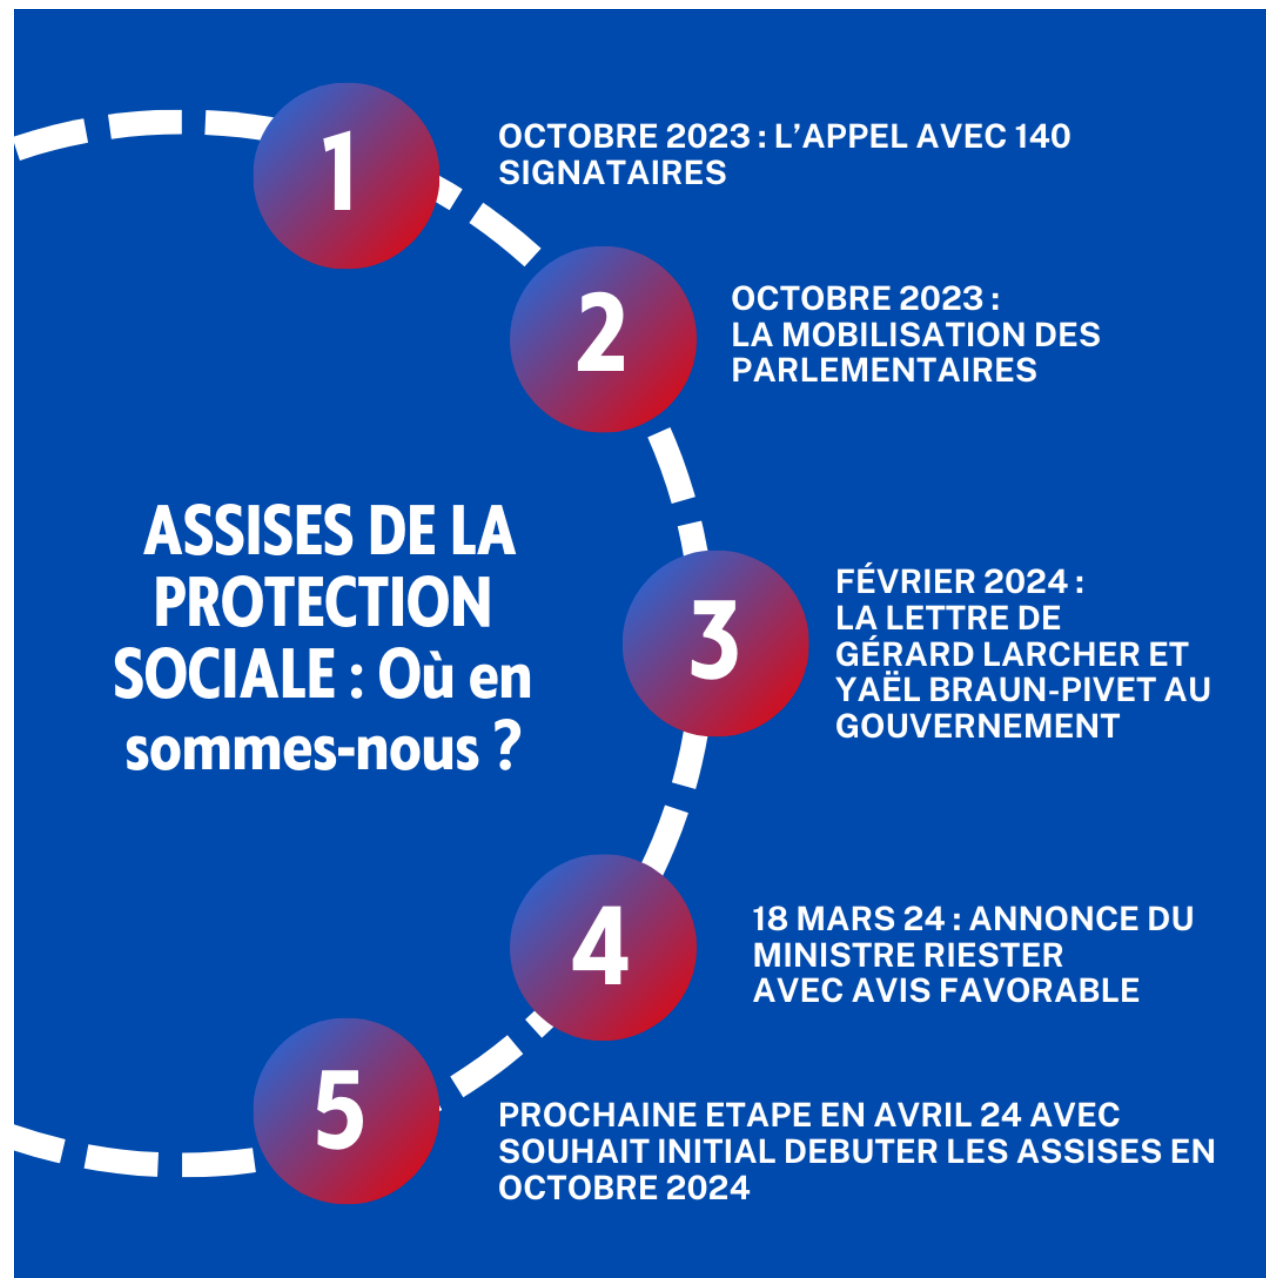 1
OCTOBRE 2023 : L’APPEL AVEC 140
SIGNATAIRES
2
OCTOBRE 2023 :
LA MOBILISATION DES
PARLEMENTAIRES
ASSISES DE LA
PROTECTION
SOCIALE : Où en
sommes-nous ?
3
FÉVRIER 2024 :
LA LETTRE DE
GÉRARD LARCHER ET
YAËL BRAUN-PIVET AU
GOUVERNEMENT
4
18 MARS 24 : ANNONCE DU
MINISTRE RIESTER
AVEC AVIS FAVORABLE
5
PROCHAINE ETAPE EN AVRIL 24 AVEC
SOUHAIT INITIAL DEBUTER LES ASSISES EN
OCTOBRE 2024